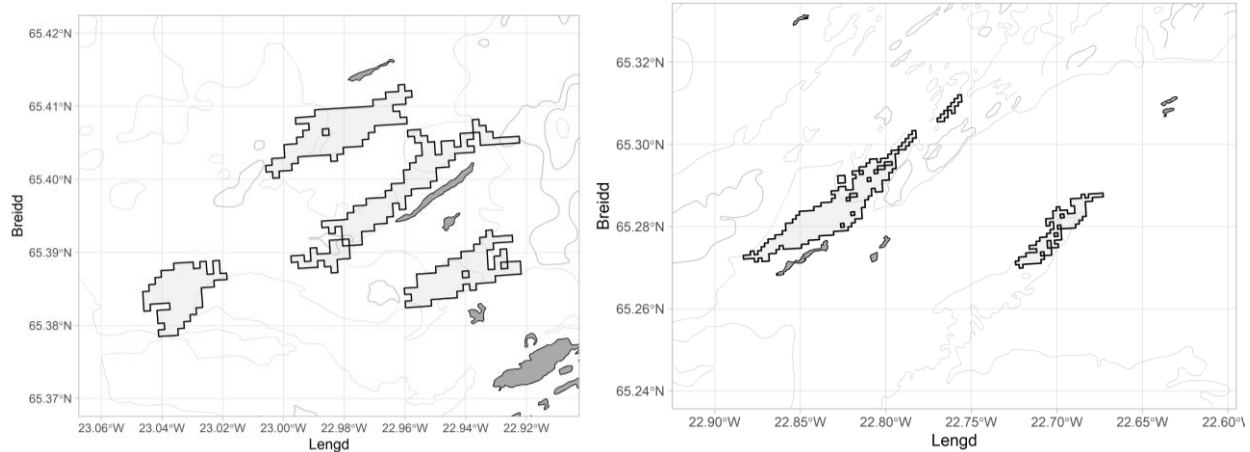 65.42°N
65.41°N
65.40°N
65.39°N
65.38°N
65.37°N
Breidd
23.06°W 23.04°W 23.02°W 23.00°W 22.98°W 22.96°W 22.94°W 22.92°W
Lengd
65.32°N
65.30°N
65.28°N
65.26°N
65.24°N
Breidd
22.90°W 22.85°W 22.80°W 22.75°W 22.70°W 22.65°W 22.60°W
Lengd